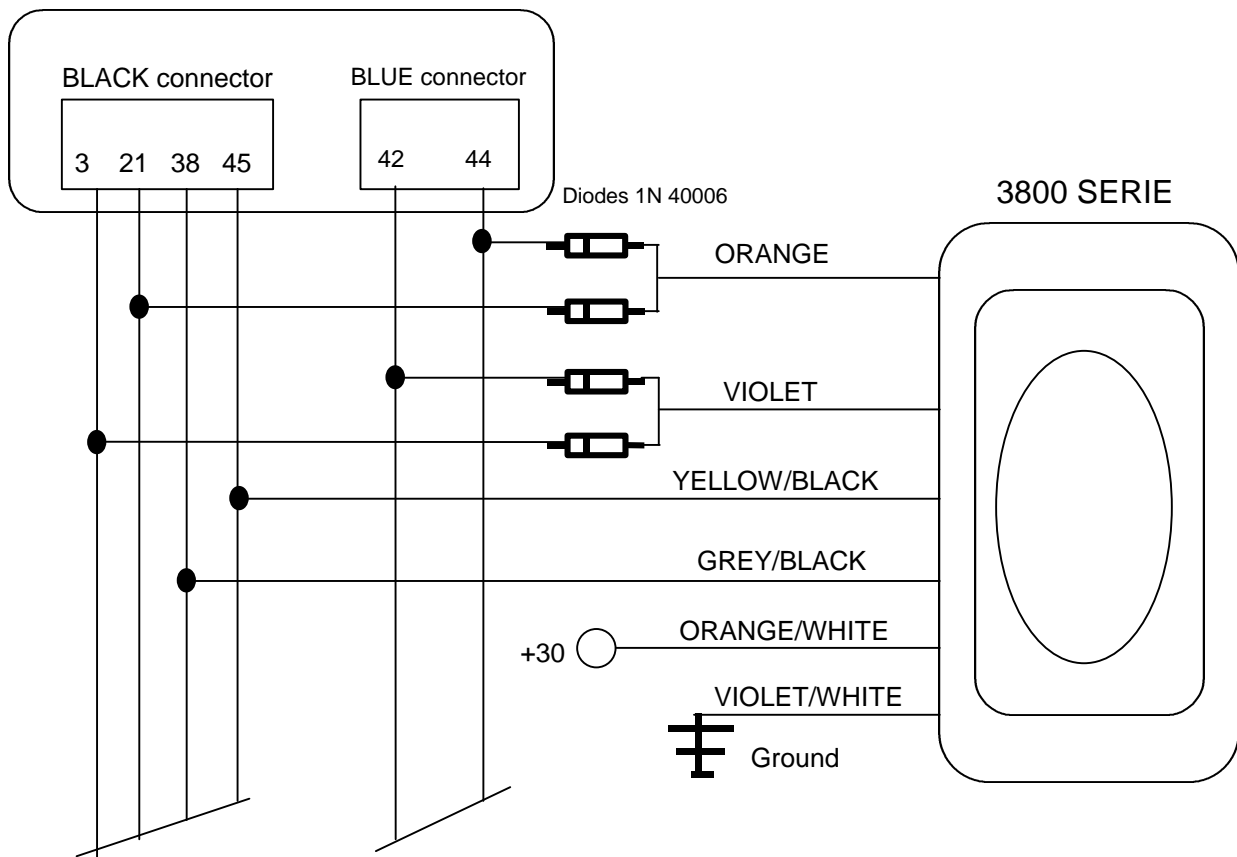 BLACK connector
BLUE connector
3 21 38 45
42 44
Diodes 1N 40006
3800 SERIE
ORANGE
VIOLET
YELLOW/BLACK
GREY/BLACK
ORANGE/WHITE
+30
VIOLET/WHITE
Ground